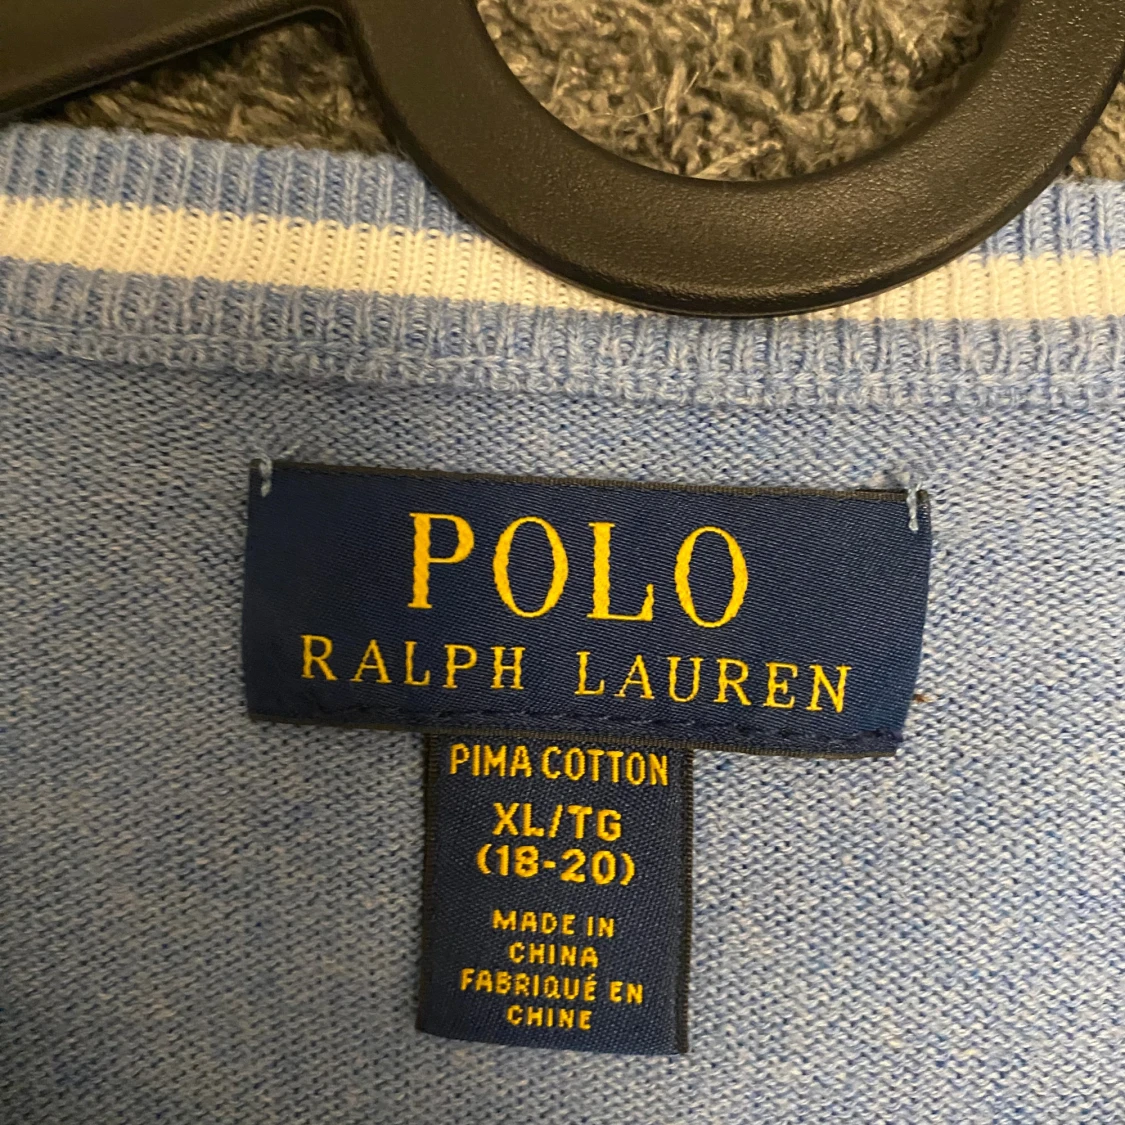 POLO
RALPH LAUREN
PIMA COTTON
XL/TG
(18-20)
MADE IN
CHINA
FABRIQUÉ EN
CHINE